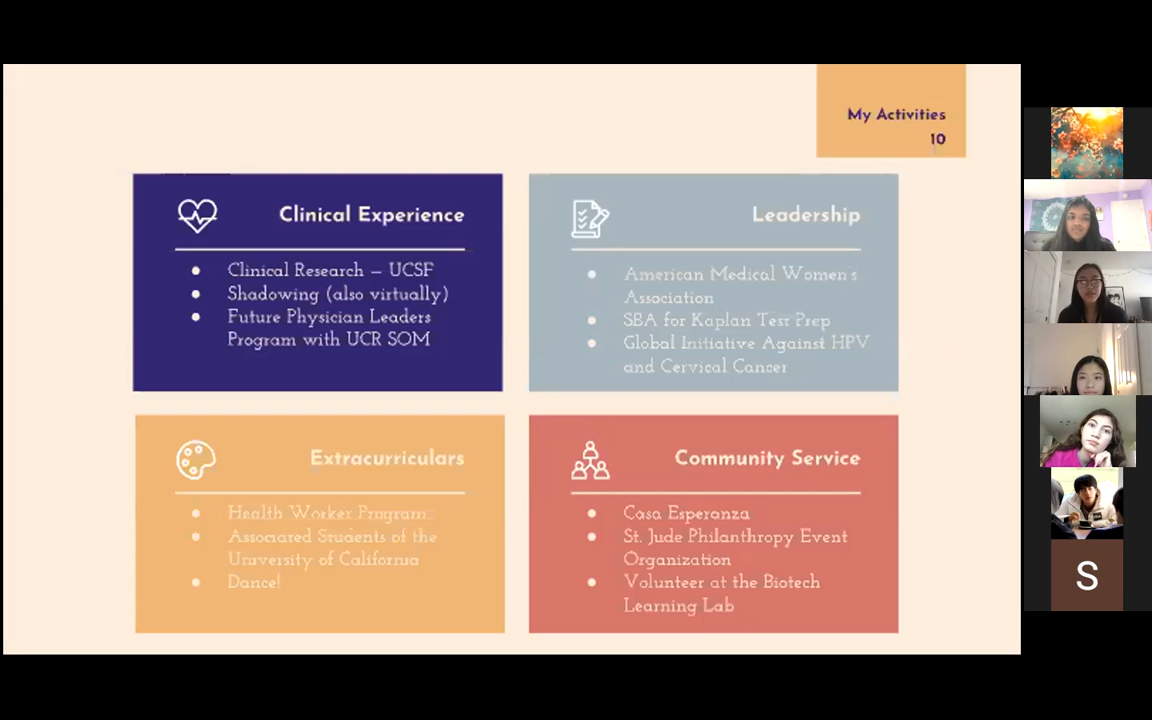 My Activities
10
Clinical Experience
Clinical Research – UCSF
Shadowing (also virtually)
Future Physician Leaders
Program with UCR SOM
Leadership
American Medical Women's
Association
SBA for Kaplan Test Prep
Global Initiative Against HPV
and Cervical Cancer
Extracurriculars
Health Worker Program
Associated Students of the
University of California
Dance!
Community Service
Casa Esperanza
St. Jude Philanthropy Event
Organization
Volunteer at the Biotech
Learning Lab
S